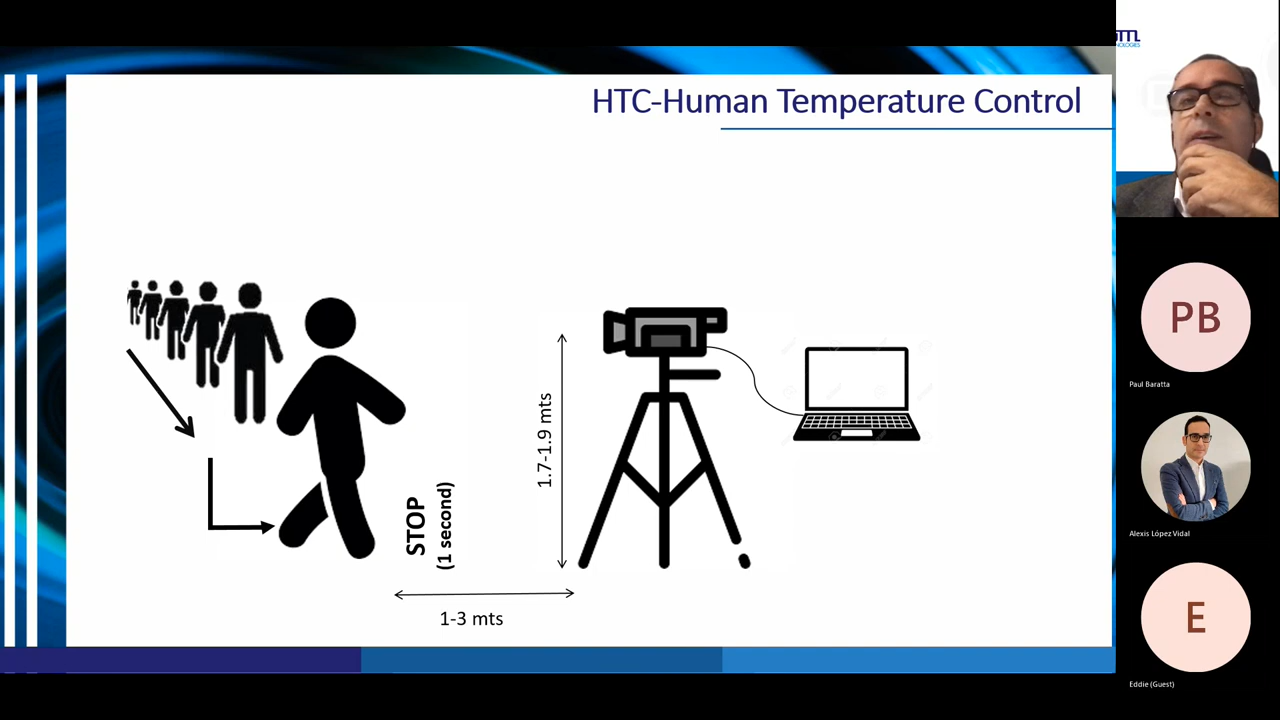 HTC-Human Temperature Control
STOP
(1 second)
1.7-1.9 mts
1-3 mts
PB
Paul Baratta
Alexis López Vidal
E
Eddie (Guest)